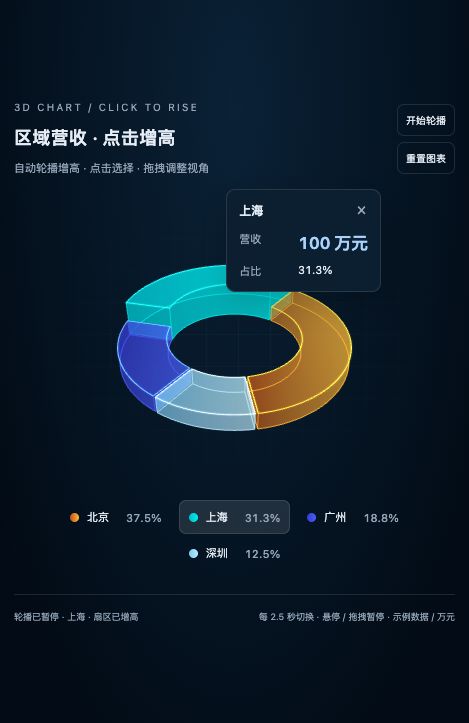 3D CHART / CLICK TO RISE
区域营收 · 点击增高
自动轮播增高 · 点击选择 · 拖拽调整视角
开始轮播
重置图表
上海 ×
营收 100 万元
占比 31.3%
北京 37.5% 上海 31.3% 广州 18.8%
深圳 12.5%
轮播已暂停 · 上海 · 扇区已增高 每 2.5 秒切换 · 悬停 / 拖拽暂停 · 示例数据 / 万元